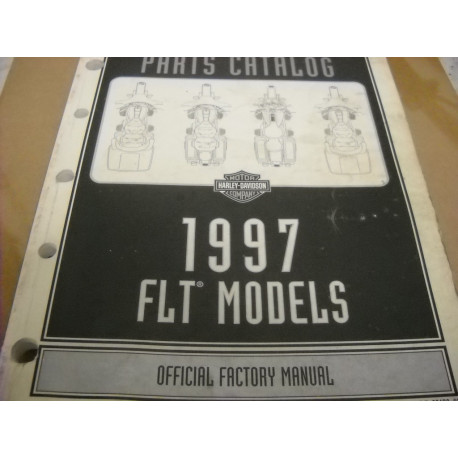 PARTS CATALOG
MOTOR
HARLEY-DAVIDSON
COMPANY
1997
FLT® MODELS
OFFICIAL FACTORY MANUAL